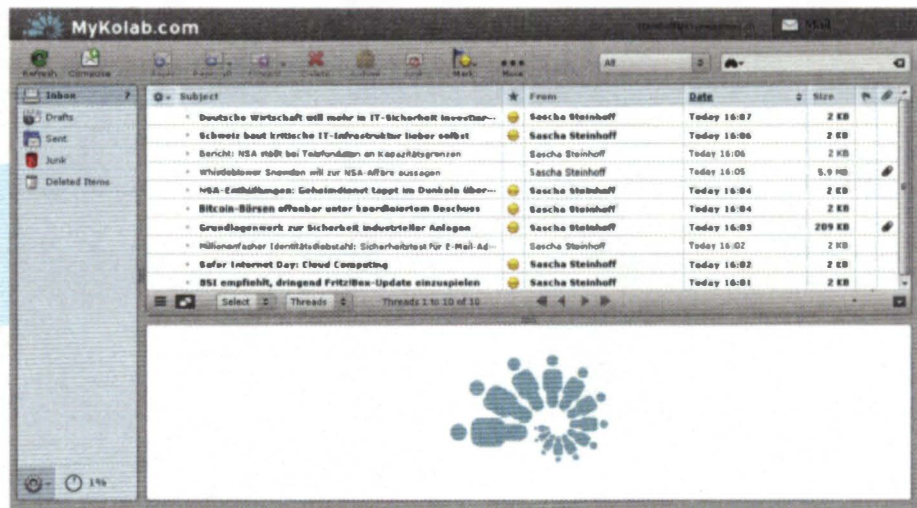 MyKolab.com
Mail
Refresh Compose Delete Mark More All
Inbox 7
Drafts
Sent
Junk
Deleted Items
Subject From Date Size
Deutsche Wirtschaft will mehr in IT-Sicherheit investier... Sascha Steinhoff Today 16:07 2 KB
Schweiz baut kritische IT-Infrastruktur lieber selbst Sascha Steinhoff Today 16:06 2 KB
Bericht: NSA stößt bei Telefondaten an Kapazitätsgrenzen Sascha Steinhoff Today 16:06 2 KB
Whistleblower Snowden will zur NSA-Affäre aussagen Sascha Steinhoff Today 16:05 5.9 MB
NSA-Enthüllungen: Geheimdienst tappt im Dunkeln über... Sascha Steinhoff Today 16:04 2 KB
Bitcoin-Börsen offenbar unter koordiniertem Beschuss Sascha Steinhoff Today 16:04 2 KB
Grundlagenwerk zur Sicherheit industrieller Anlagen Sascha Steinhoff Today 16:03 209 KB
Millionenfacher Identitätsdiebstahl: Sicherheitstest für E-Mail-Ad... Sascha Steinhoff Today 16:02 2 KB
Safer Internet Day: Cloud Computing Sascha Steinhoff Today 16:02 2 KB
BSI empfiehlt, dringend Fritz!Box-Update einzuspielen Sascha Steinhoff Today 16:01 2 KB
Select Threads Threads 1 to 10 of 10
1%